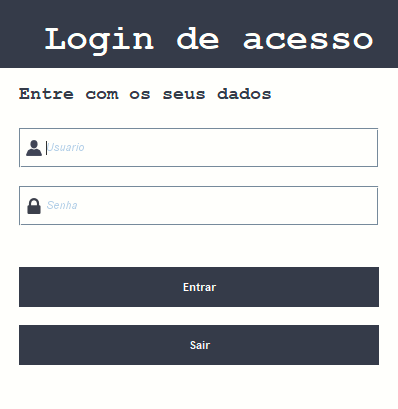 Login de acesso
Entre com os seus dados
Usuario
Senha
Entrar
Sair